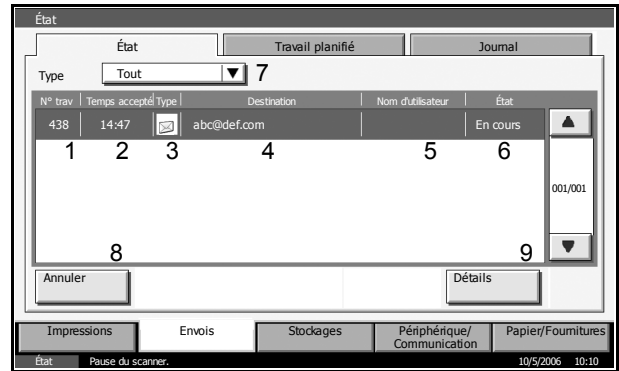 État
État Travail planifié Journal
Type Tout 7
N° trav Temps accepté Type Destination Nom d'utilisateur État
438 14:47 abc@def.com En cours
1 2 3 4 5 6
001/001
8 9
Annuler Détails
Impressions Envois Stockages Périphérique/ Communication Papier/Fournitures
État Pause du scanner. 10/5/2006 10:10